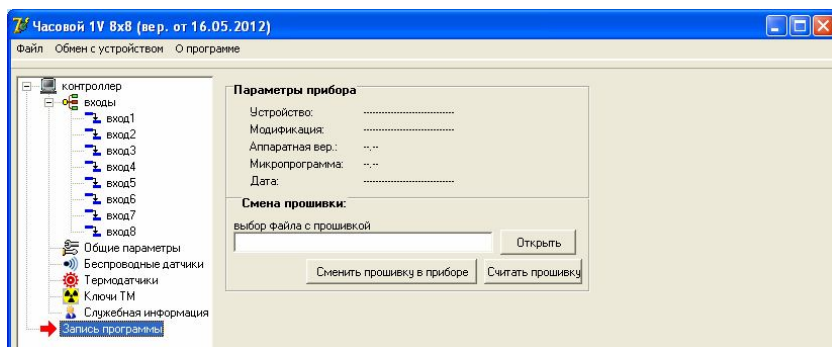 Часовой 1V 8x8 (вер. от 16.05.2012)
Файл Обмен с устройством О программе
контроллер
входы
вход1
вход2
вход3
вход4
вход5
вход6
вход7
вход8
Общие параметры
Беспроводные датчики
Термодатчики
Ключи ТМ
Служебная информация
Запись программы
Параметры прибора
Устройство: ------------------------------
Модификация: ------------------------------
Аппаратная вер.: --.--
Микропрограмма: --.--
Дата: ------------------------------
Смена прошивки:
выбор файла с прошивкой
Открыть
Сменить прошивку в приборе Считать прошивку